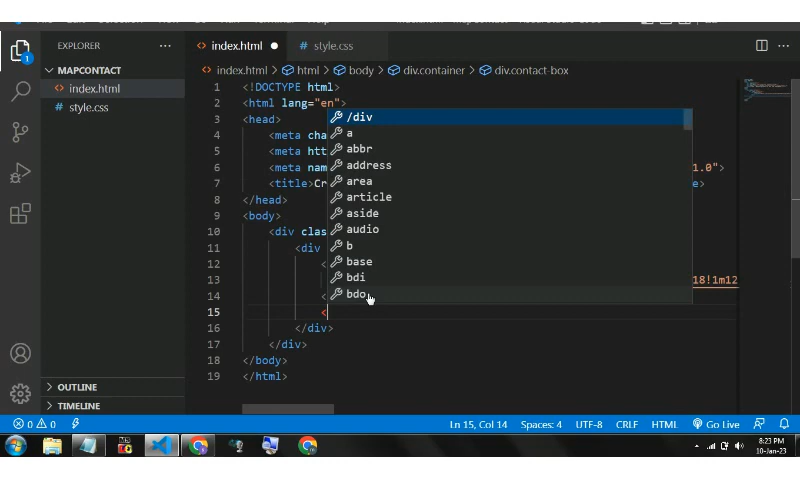 EXPLORER
MAPCONTACT
index.html
style.css
OUTLINE
TIMELINE
index.html
style.css
index.html html body div.container div.contact-box
1 <!DOCTYPE html>
2 <html lang="en">
3 <head>
4 <meta cha
5 <meta htt
6 <meta nam 1.0">
7 <title>Cr e>
8 </head>
9 <body>
10 <div clas
11 <div
12 <
13 18!1m12
14 <
15 <
16 </div>
17 </div>
18 </body>
19 </html>
/div
a
abbr
address
area
article
aside
audio
b
base
bdi
bdo
0 0 Ln 15, Col 14 Spaces: 4 UTF-8 CRLF HTML Go Live
8:23 PM
10-Jan-23